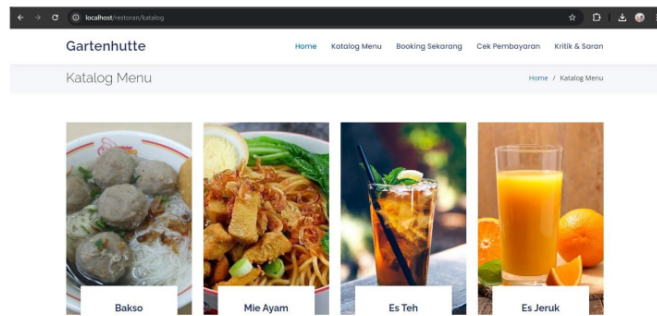 localhost/restoran/katalog
Gartenhutte
Home Katalog Menu Booking Sekarang Cek Pembayaran Kritik & Saran
Katalog Menu
Home / Katalog Menu
Bakso Mie Ayam Es Teh Es Jeruk